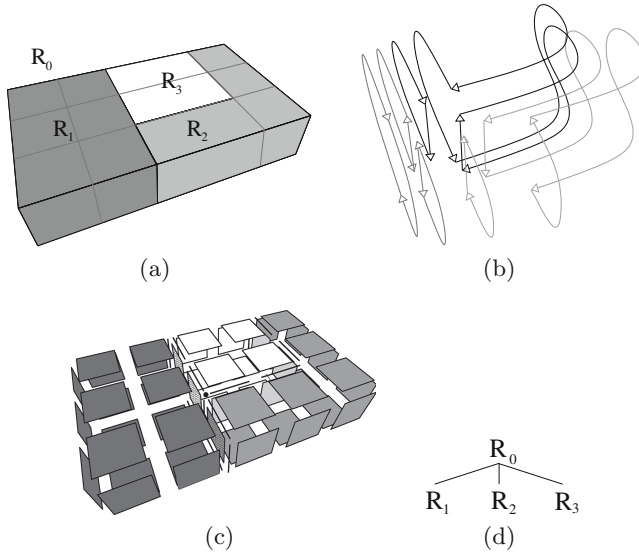 R₀
R₃
R₁
R₂
(a)
(b)
(c)
R₀
R₁ R₂ R₃
(d)